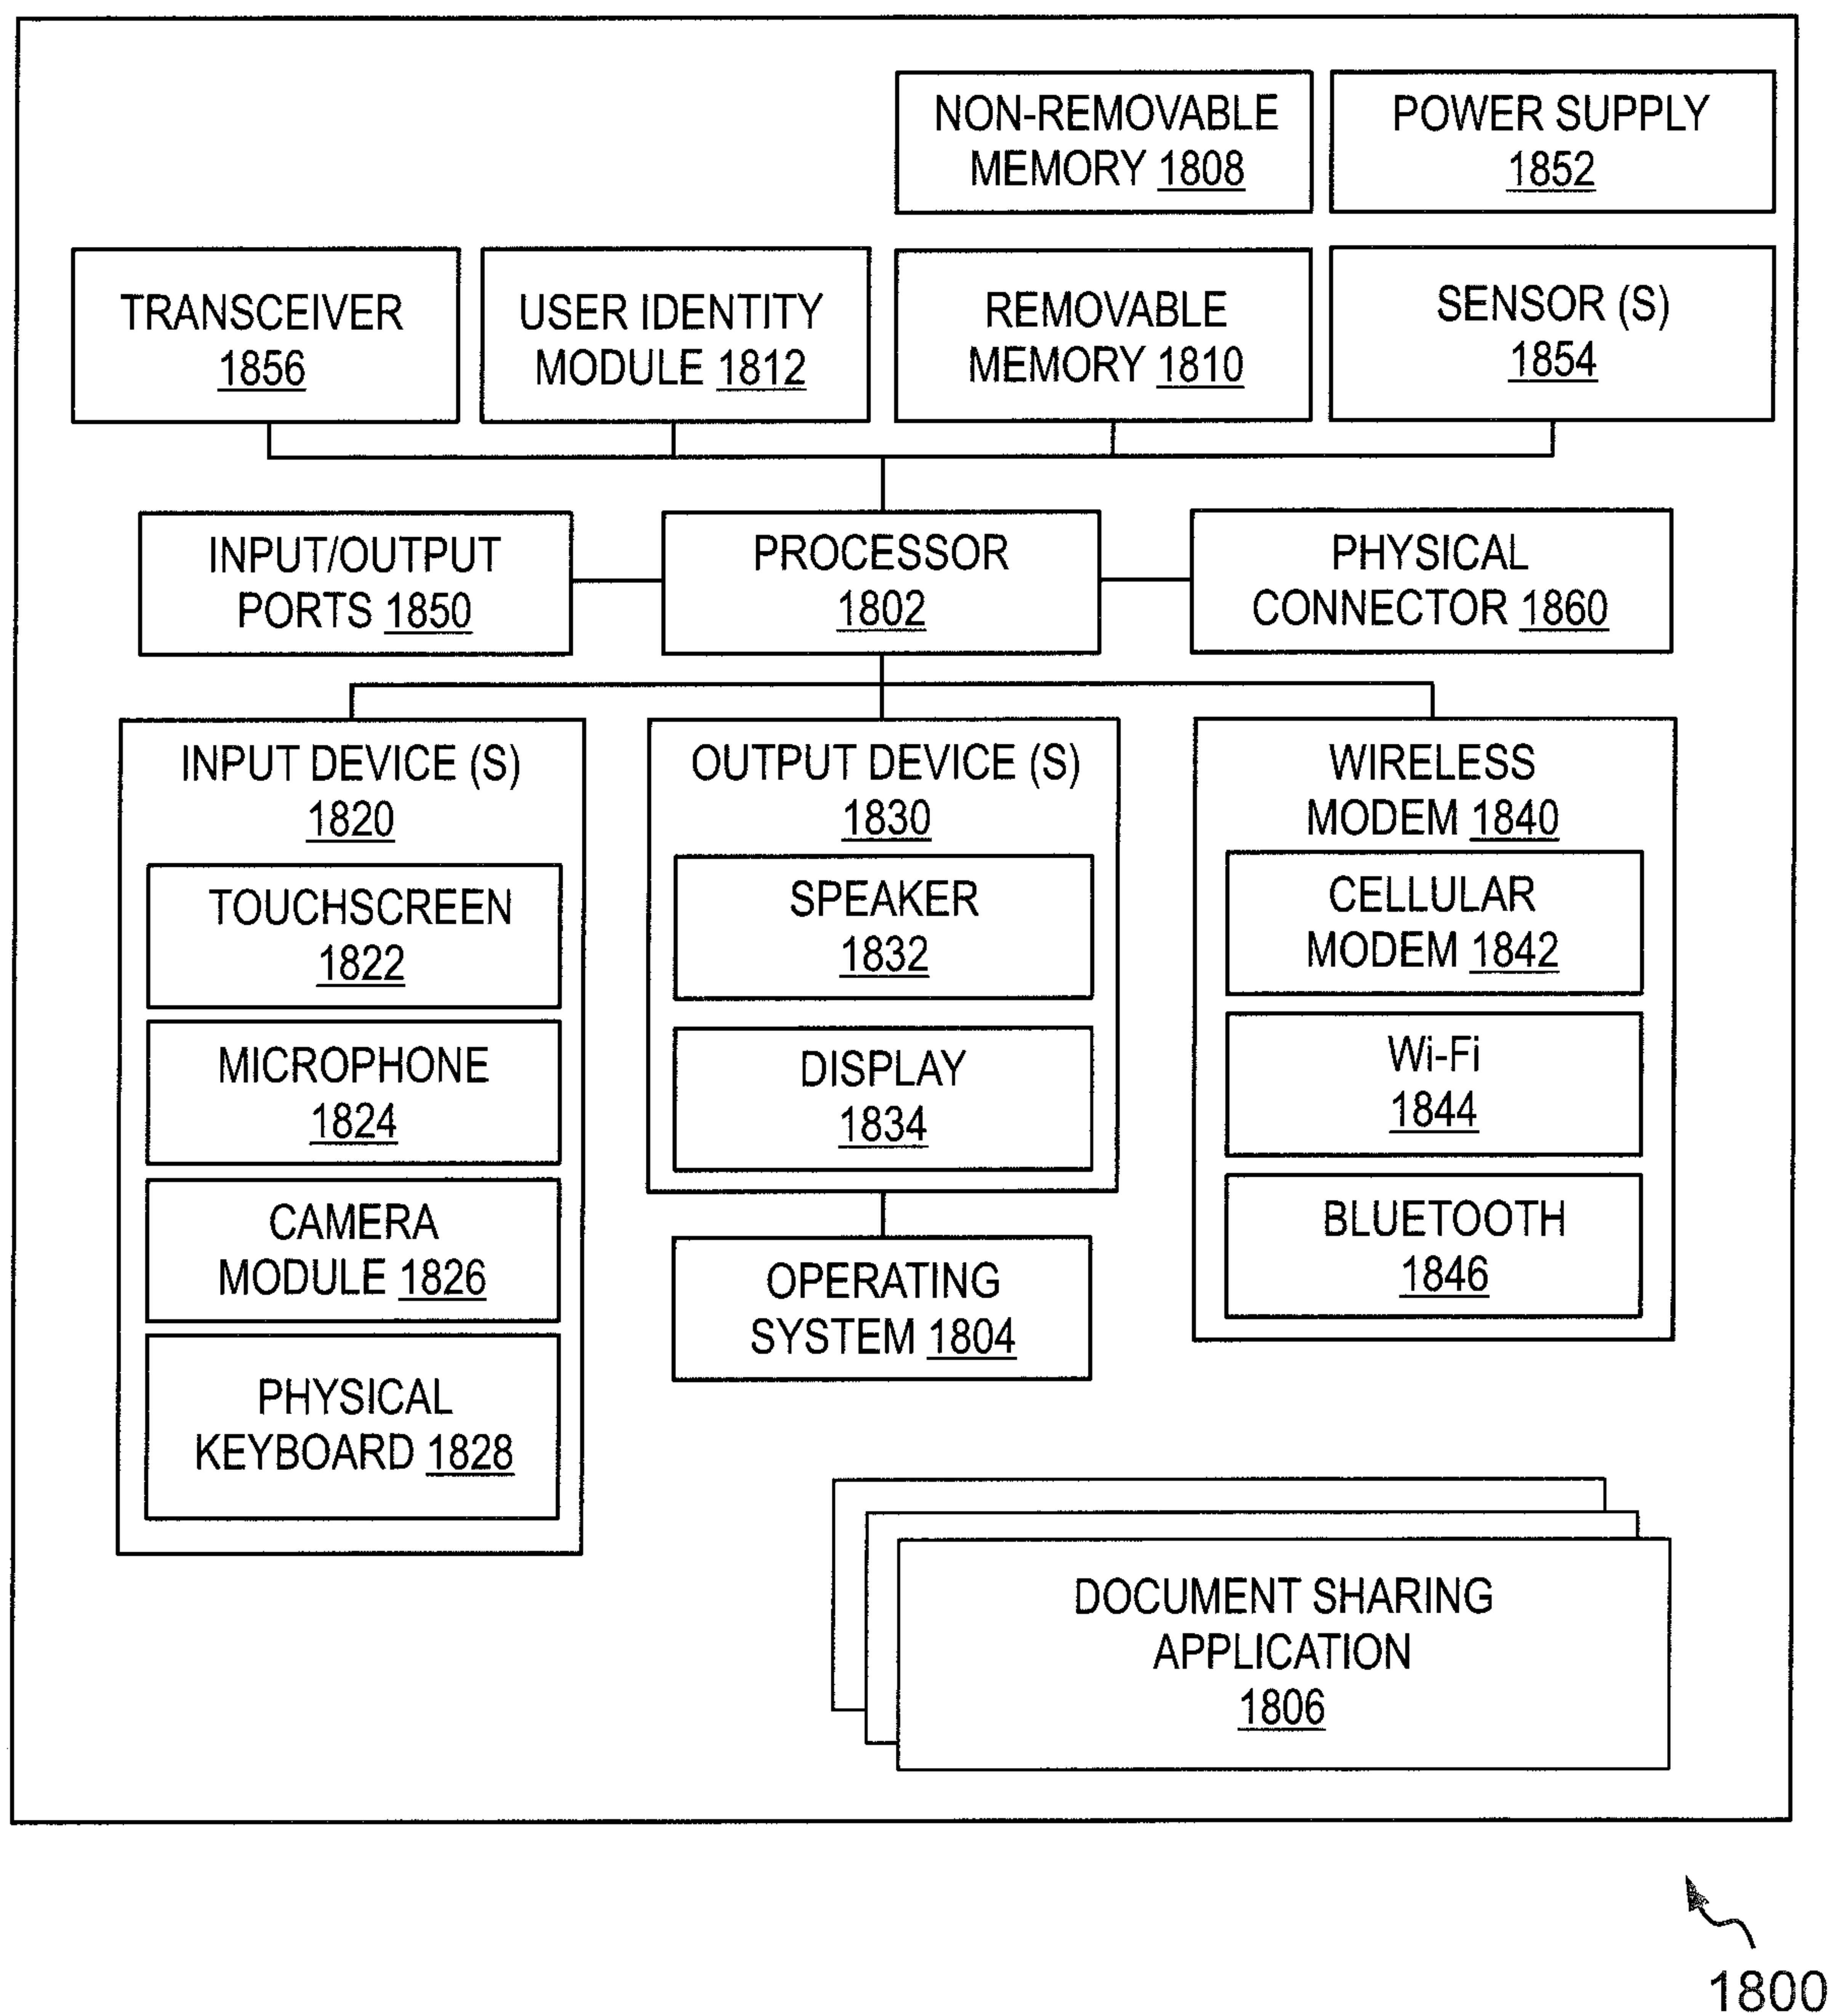 NON-REMOVABLE
MEMORY 1808
POWER SUPPLY
1852
TRANSCEIVER
1856
USER IDENTITY
MODULE 1812
REMOVABLE
MEMORY 1810
SENSOR (S)
1854
INPUT/OUTPUT
PORTS 1850
PROCESSOR
1802
PHYSICAL
CONNECTOR 1860
INPUT DEVICE (S)
1820
TOUCHSCREEN
1822
MICROPHONE
1824
CAMERA
MODULE 1826
PHYSICAL
KEYBOARD 1828
OUTPUT DEVICE (S)
1830
SPEAKER
1832
DISPLAY
1834
OPERATING
SYSTEM 1804
WIRELESS
MODEM 1840
CELLULAR
MODEM 1842
Wi-Fi
1844
BLUETOOTH
1846
DOCUMENT SHARING
APPLICATION
1806
1800